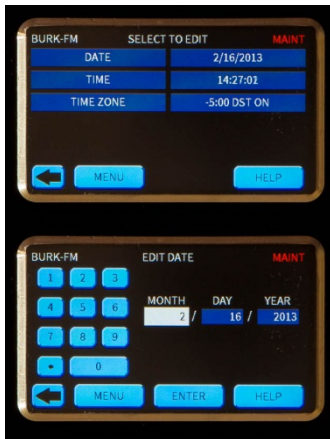 BURK-FM SELECT TO EDIT MAINT
DATE 2/16/2013
TIME 14:27:02
TIME ZONE -5:00 DST ON
MENU HELP
BURK-FM EDIT DATE MAINT
1 2 3
MONTH DAY YEAR
4 5 6
2 / 16 / 2013
7 8 9
• 0
MENU ENTER HELP